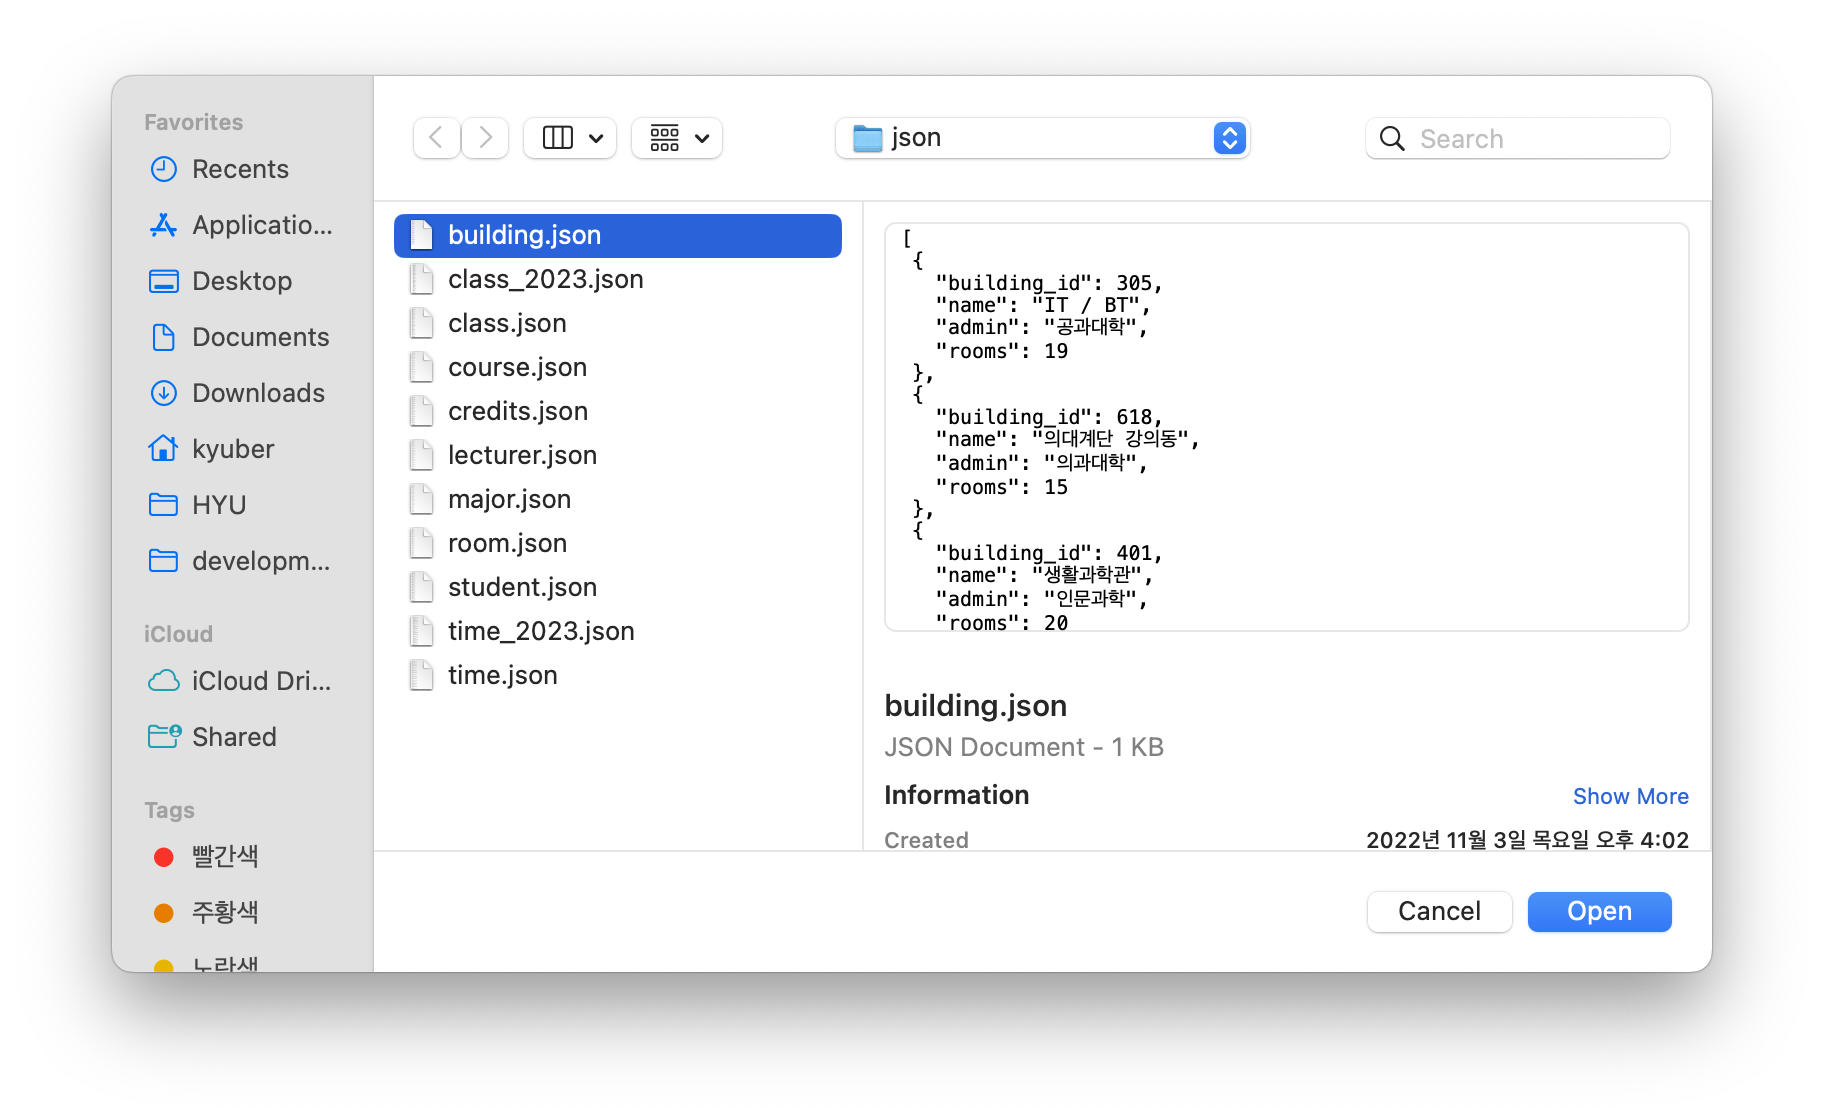 Favorites
Recents
Applicatio...
Desktop
Documents
Downloads
kyuber
HYU
developm...
iCloud
iCloud Dri...
Shared
Tags
빨간색
주황색
노란색
json
Search
building.json
class_2023.json
class.json
course.json
credits.json
lecturer.json
major.json
room.json
student.json
time_2023.json
time.json
[
{
"building_id": 305,
"name": "IT / BT",
"admin": "공과대학",
"rooms": 19
},
{
"building_id": 618,
"name": "의대계단 강의동",
"admin": "의과대학",
"rooms": 15
},
{
"building_id": 401,
"name": "생활과학관",
"admin": "인문과학",
"rooms": 20
building.json
JSON Document - 1 KB
Information
Show More
Created
2022년 11월 3일 목요일 오후 4:02
Cancel
Open